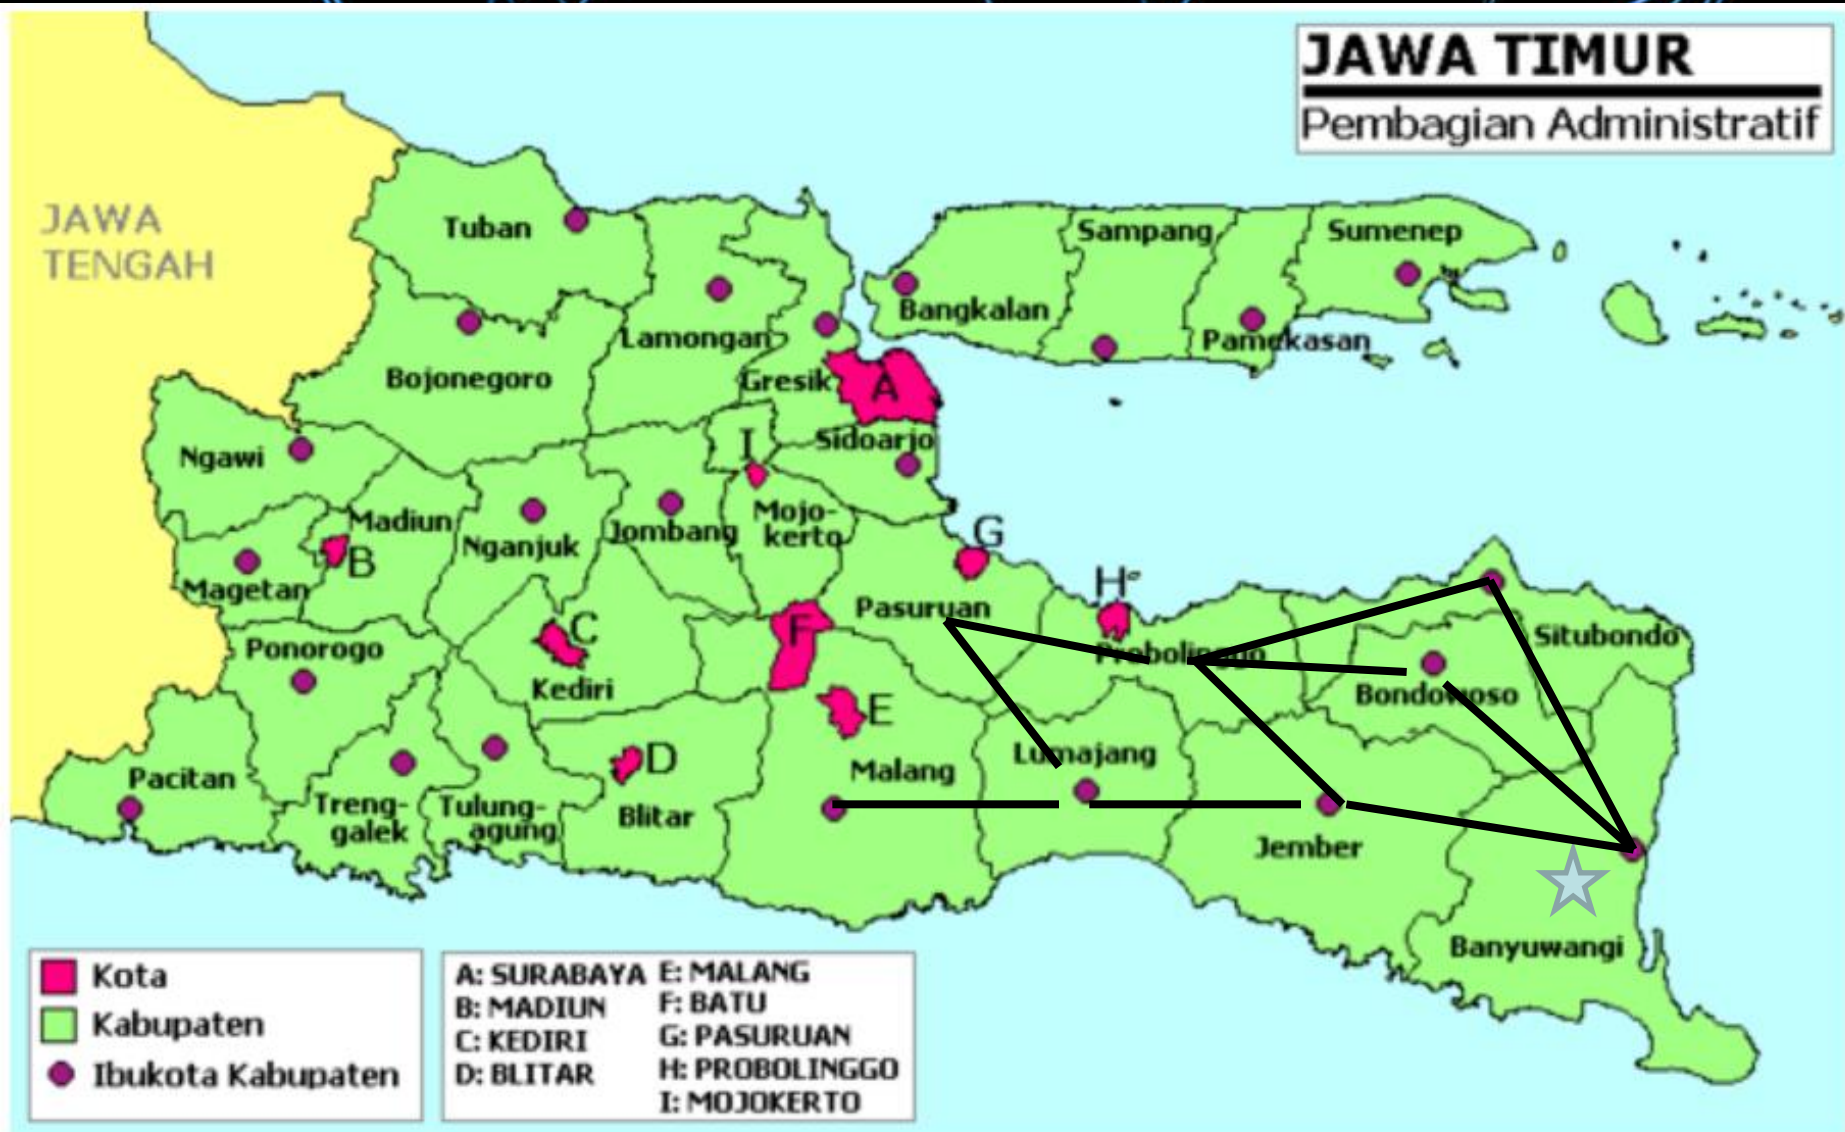 JAWA TIMUR
Pembagian Administratif
JAWA
TENGAH
Tuban
Sampang
Sumenep
Bangkalan
Lamongan
Pamekasan
Bojonegoro
Gresik
A
Sidoarjo
I
Ngawi
Madiun
Mojo-
kerto
Jombang
Nganjuk
G
B
Magetan
H
Pasuruan
C
F
Ponorogo
Probolinggo
Situbondo
Kediri
Bondowoso
E
D
Lumajang
Malang
Pacitan
Treng-
galek
Tulung-
agung
Blitar
Jember
Banyuwangi
Kota
Kabupaten
Ibukota Kabupaten
A: SURABAYA
B: MADIUN
C: KEDIRI
D: BLITAR
E: MALANG
F: BATU
G: PASURUAN
H: PROBOLINGGO
I: MOJOKERTO